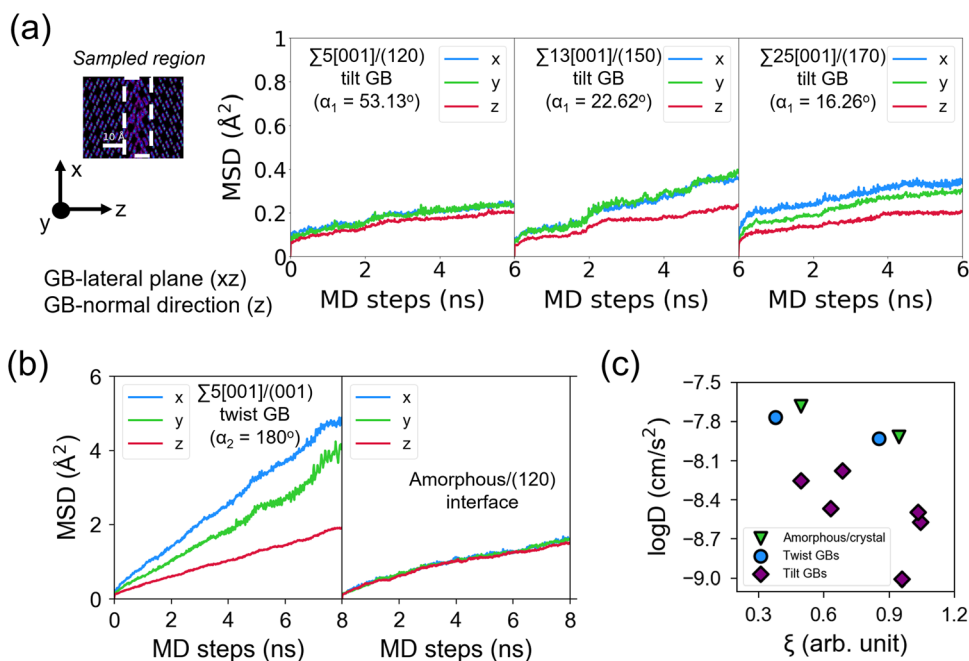 (a)
Sampled region
10 Å
x
y
z
GB-lateral plane (xz)
GB-normal direction (z)
MSD (Å²)
1
0.8
0.6
0.4
0.2
0
∑5[001]/(120)
tilt GB
(α₁ = 53.13°)
x
y
z
0
2
4
6
MD steps (ns)
∑13[001]/(150)
tilt GB
(α₁ = 22.62°)
x
y
z
2
4
6
MD steps (ns)
∑25[001]/(170)
tilt GB
(α₁ = 16.26°)
x
y
z
2
4
6
MD steps (ns)
(b)
MSD (Å²)
6
4
2
0
x
y
z
∑5[001]/(001)
twist GB
(α₂ = 180°)
0
2
4
6
8
MD steps (ns)
x
y
z
Amorphous/(120)
interface
2
4
6
8
MD steps (ns)
(c)
logD (cm/s²)
−7.5
−7.8
−8.1
−8.4
−8.7
−9.0
Amorphous/crystal
Twist GBs
Tilt GBs
0.3
0.6
0.9
1.2
ξ (arb. unit)